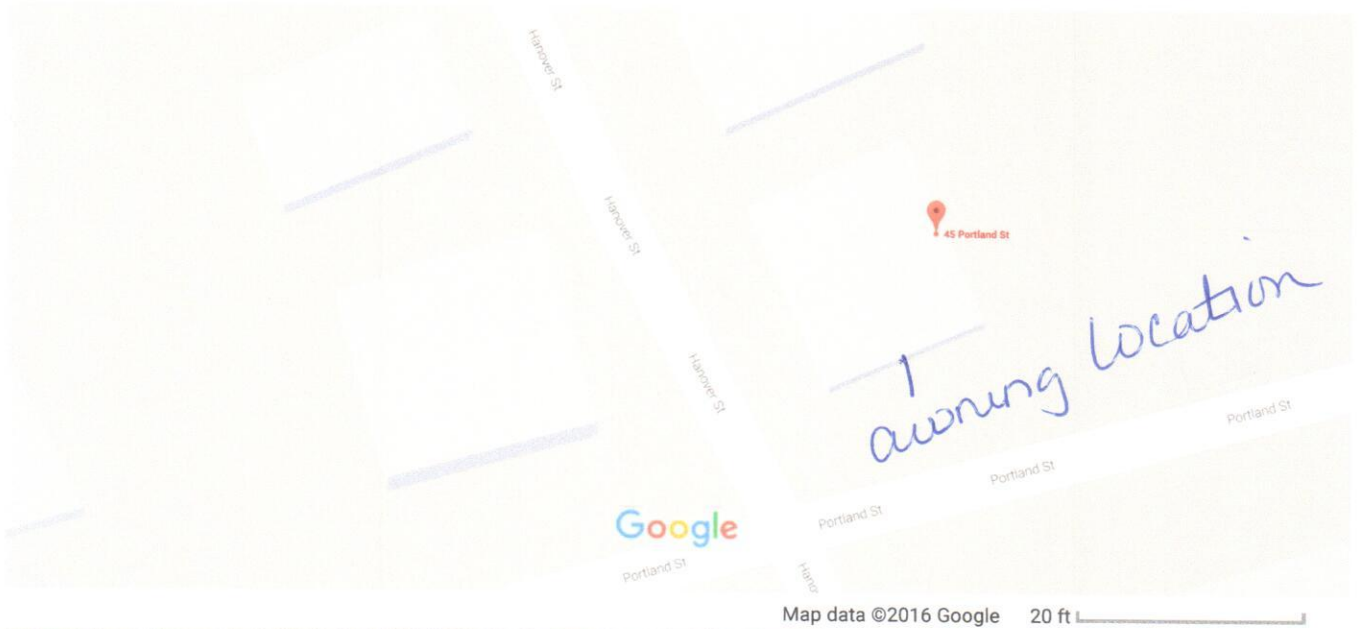 Hanover St
45 Portland St
Hanover St
awning location
Hanover St
Portland St
Portland St
Portland St
Google
Portland St
Hano
Map data ©2016 Google 20 ft